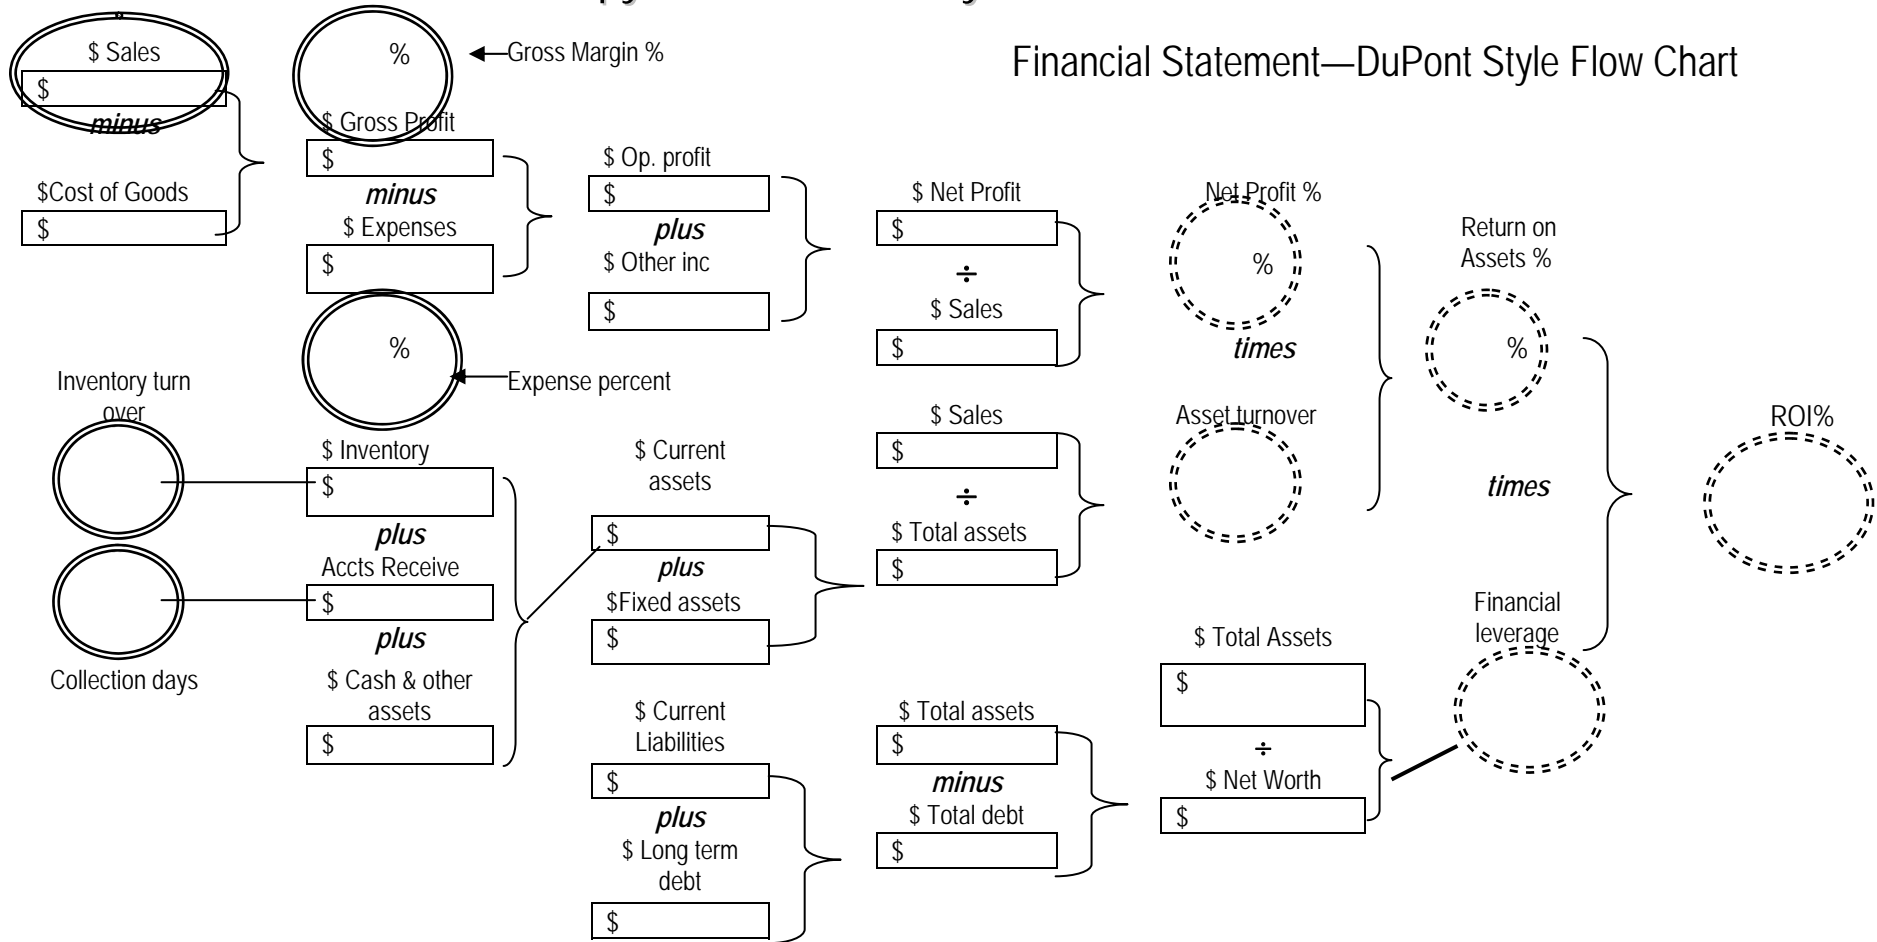 Financial Statement—DuPont Style Flow Chart
$ Sales
$
minus
$Cost of Goods
$
%
Gross Margin %
$ Gross Profit
$
minus
$ Expenses
$
%
Expense percent
$ Op. profit
$
plus
$ Other inc
$
$ Net Profit
$
÷
$ Sales
$
Net Profit %
%
times
Return on
Assets %
%
Inventory turn
over
Collection days
$ Inventory
$
plus
Accts Receive
$
plus
$ Cash & other
assets
$
$ Current
assets
$
plus
$Fixed assets
$
$ Sales
$
÷
$ Total assets
$
Asset turnover
times
ROI%
$ Current
Liabilities
$
plus
$ Long term
debt
$
$ Total assets
$
minus
$ Total debt
$
$ Total Assets
$
÷
$ Net Worth
$
Financial
leverage